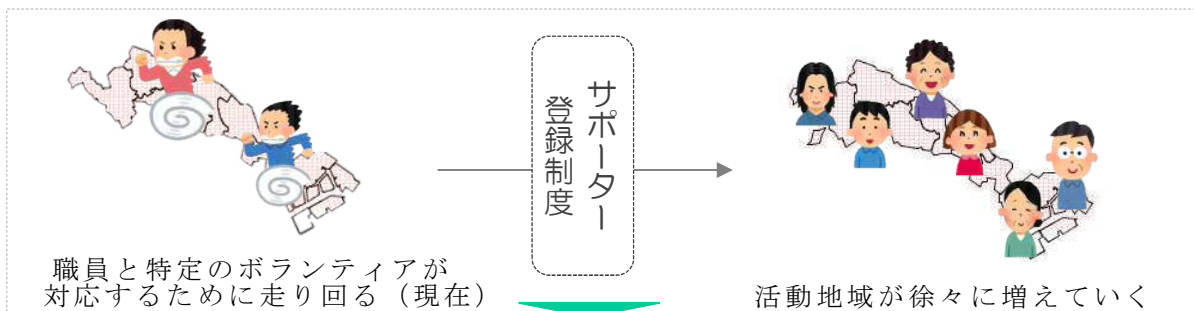 サポーター
登録制度
職員と特定のボランティアが
対応するために走り回る（現在）
活動地域が徐々に増えていく